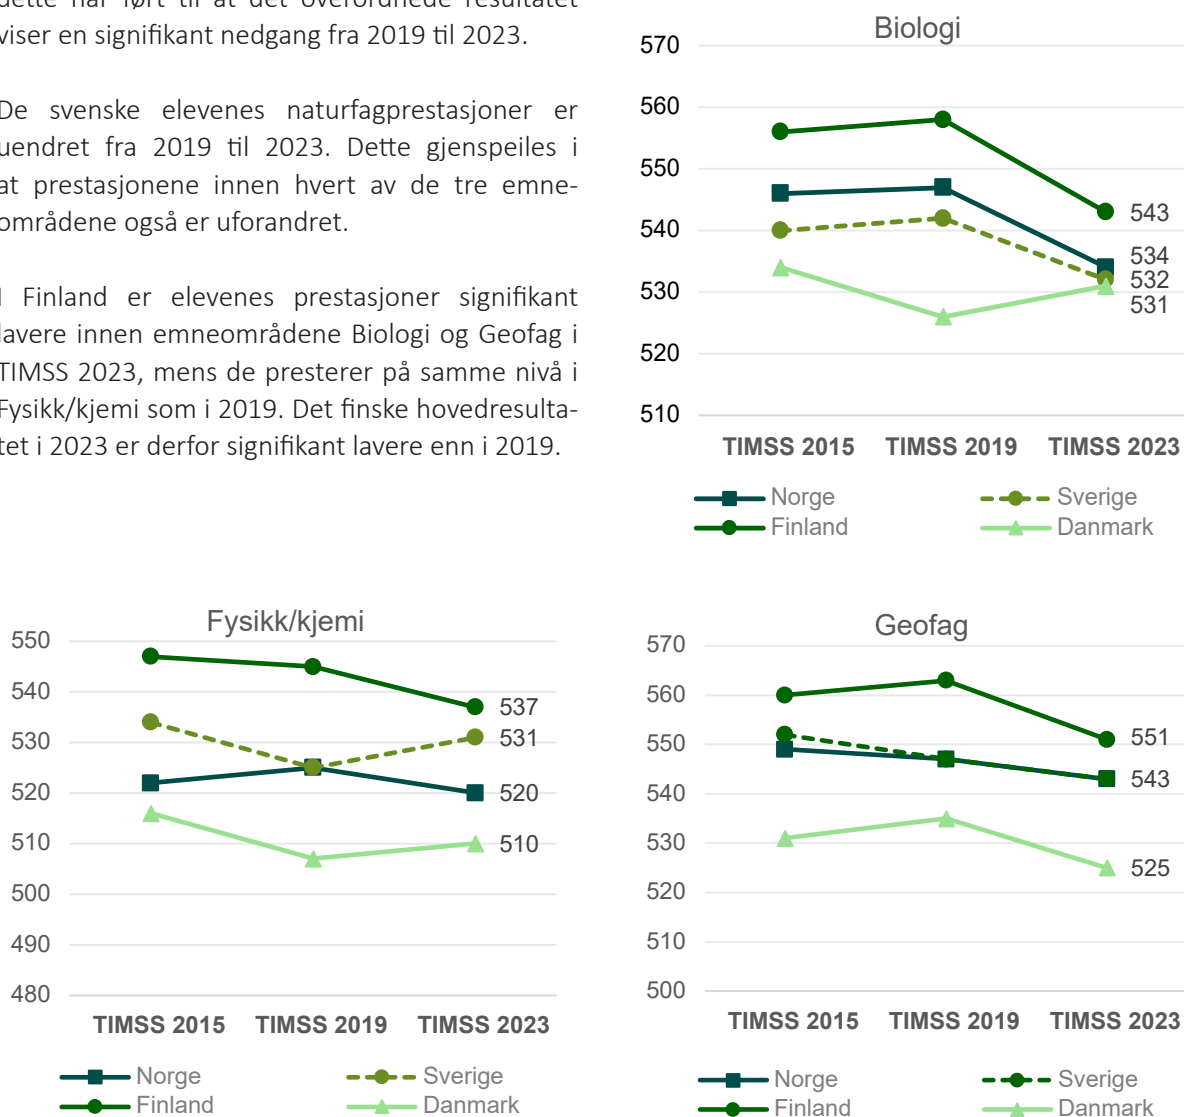 dette har ført til at det overordnede resultatet
viser en signifikant nedgang fra 2019 til 2023.
De svenske elevenes naturfagprestasjoner er
uendret fra 2019 til 2023. Dette gjenspeiles i
at prestasjonene innen hvert av de tre emne-
områdene også er uforandret.
I Finland er elevenes prestasjoner signifikant
lavere innen emneområdene Biologi og Geofag i
TIMSS 2023, mens de presterer på samme nivå i
Fysikk/kjemi som i 2019. Det finske hovedresulta-
tet i 2023 er derfor signifikant lavere enn i 2019.
Biologi
570
560
550
540
530
520
510
543
534
532
531
TIMSS 2015 TIMSS 2019 TIMSS 2023
Norge Sverige
Finland Danmark
Fysikk/kjemi
550
540
530
520
510
500
490
480
537
531
520
510
TIMSS 2015 TIMSS 2019 TIMSS 2023
Norge Sverige
Finland Danmark
Geofag
570
560
550
540
530
520
510
500
551
543
525
TIMSS 2015 TIMSS 2019 TIMSS 2023
Norge Sverige
Finland Danmark